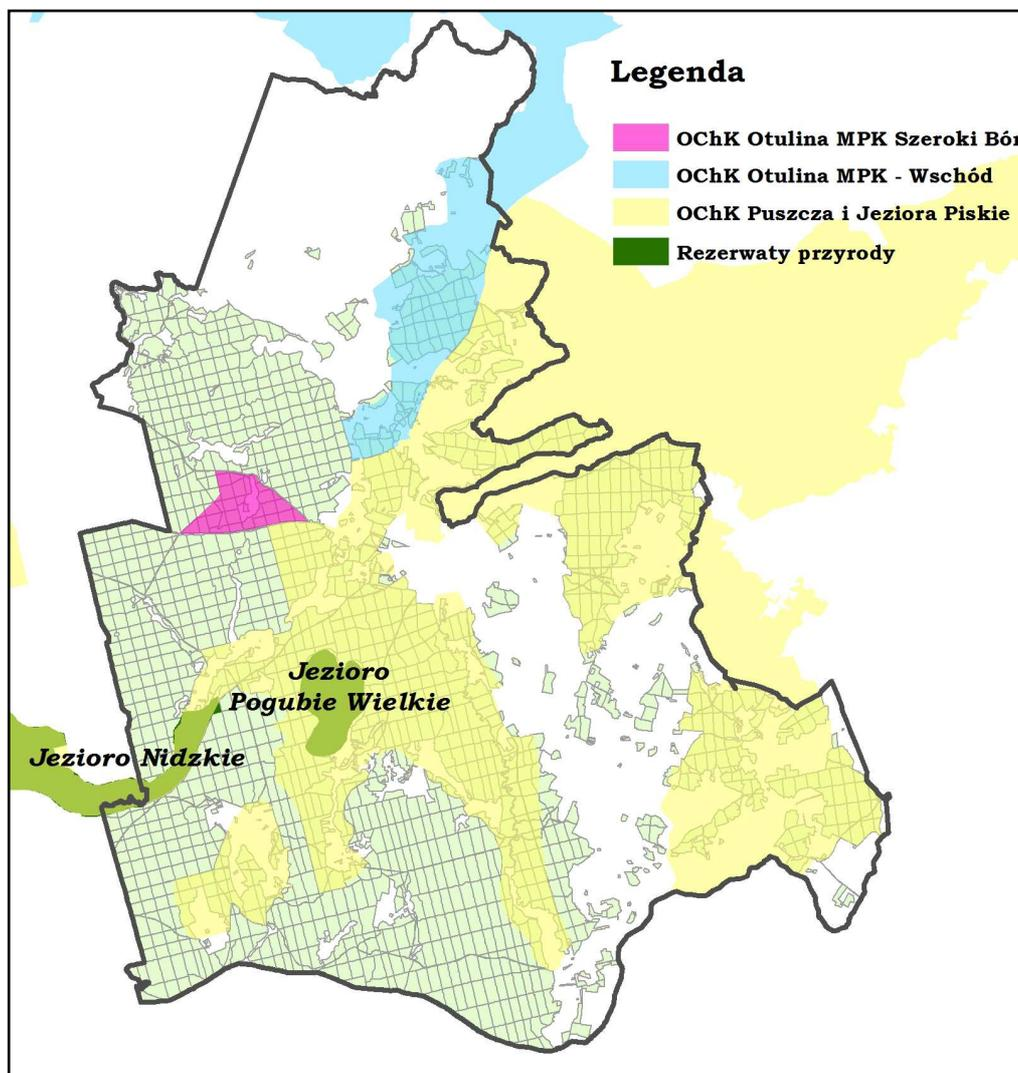 Legenda
OChK Otulina MPK Szeroki Bór
OChK Otulina MPK - Wschód
OChK Puszcza i Jeziora Piskie
Rezerwaty przyrody
Jezioro
Pogubie Wielkie
Jezioro Nidzkie